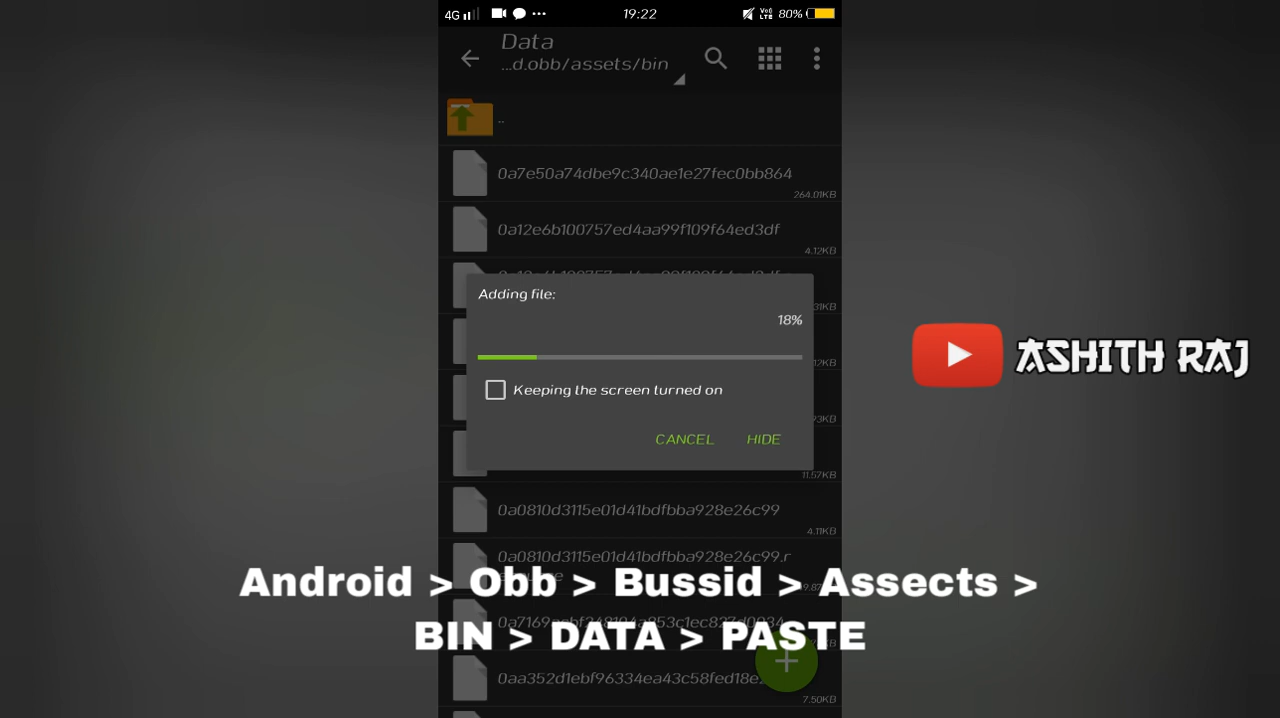 4G
19:22
VoD LTE 80%
Data
...d.obb/assets/bin
..
0a7e50a74dbe9c340ae1e27fec0bb864
264.01KB
0a12e6b100757ed4aa99f109f64ed3df
4.12KB
Adding file:
18%
Keeping the screen turned on
CANCEL HIDE
11.57KB
0a0810d3115e01d41bdfbba928e26c99
4.11KB
0a0810d3115e01d41bdfbba928e26c99.r
7.50KB
ASHITH RAJ
Android > Obb > Bussid > Assects >
BIN > DATA > PASTE